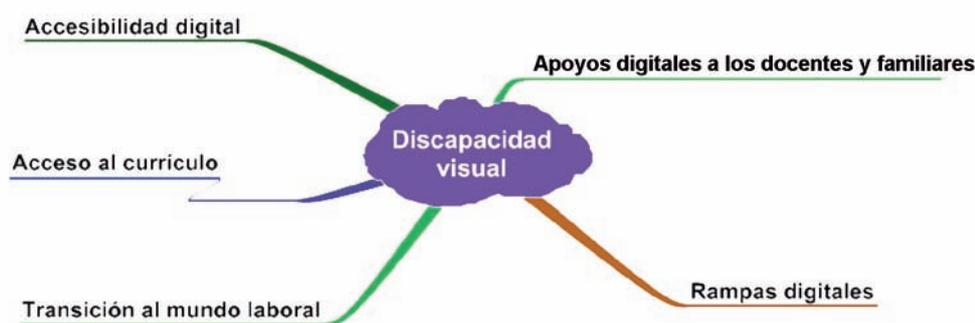 Accesibilidad digital
Apoyos digitales a los docentes y familiares
Discapacidad
visual
Acceso al currículo
Transición al mundo laboral
Rampas digitales